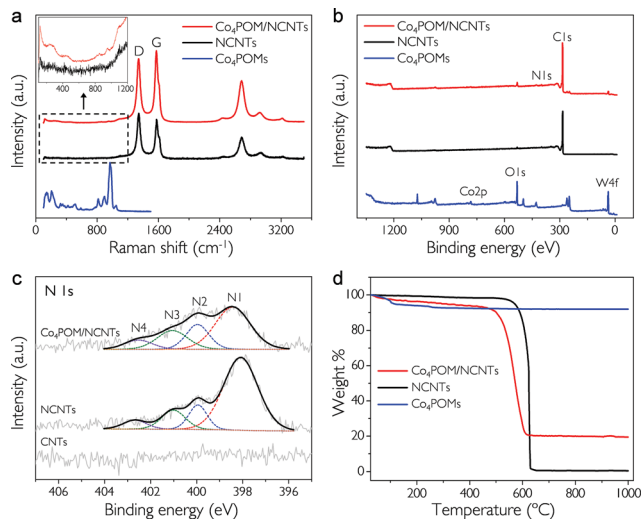 a
Co₄POM/NCNTs
NCNTs
Co₄POMs
D
G
400
800
1200
Intensity (a.u.)
0
800
1600
2400
3200
Raman shift (cm⁻¹)
b
Co₄POM/NCNTs
NCNTs
Co₄POMs
C1s
N1s
O1s
Co2p
W4f
Intensity (a.u.)
1200
900
600
300
0
Binding energy (eV)
c
N 1s
N4
N3
N2
N1
Co₄POM/NCNTs
NCNTs
CNTs
Intensity (a.u.)
406
404
402
400
398
396
Binding energy (eV)
d
100
80
60
40
20
0
Weight %
Co₄POM/NCNTs
NCNTs
Co₄POMs
200
400
600
800
1000
Temperature (ºC)